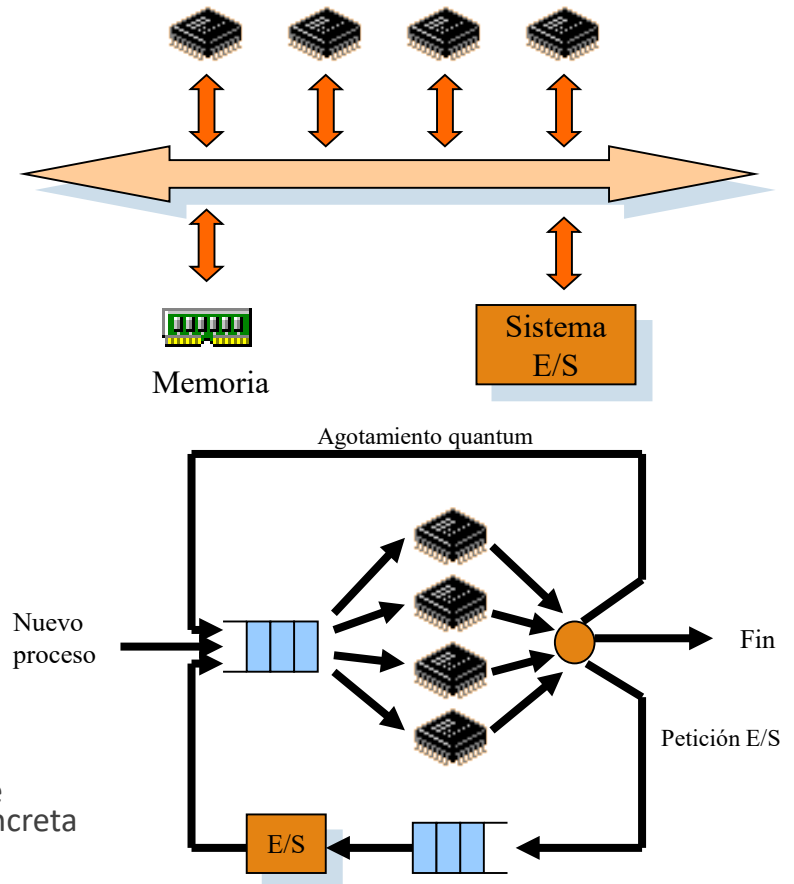 Memoria
Sistema
E/S
Agotamiento quantum
Nuevo
proceso
Fin
Petición E/S
E/S